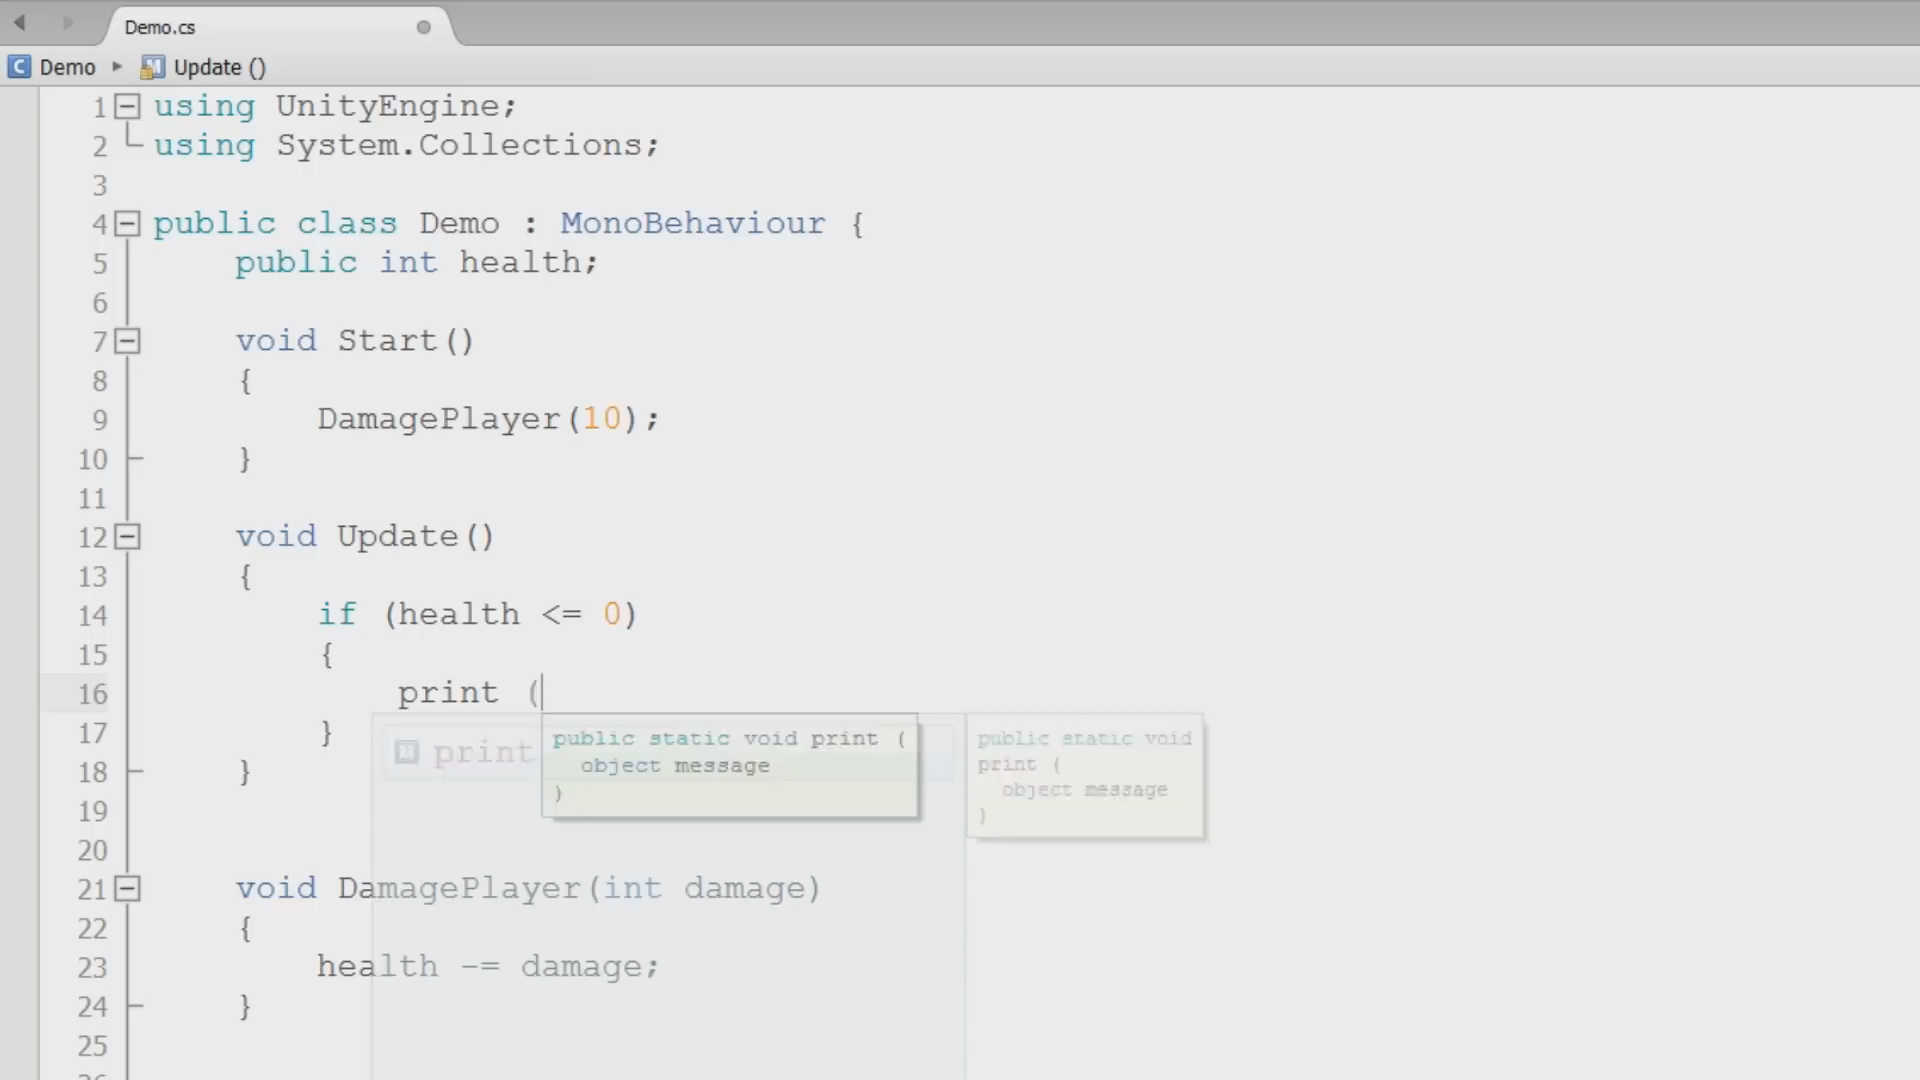 Demo.cs
Demo Update ()
1 using UnityEngine;
2 using System.Collections;
3
4 public class Demo : MonoBehaviour {
5 public int health;
6
7 void Start()
8 {
9 DamagePlayer(10);
10 }
11
12 void Update()
13 {
14 if (health <= 0)
15 {
16 print (
17 }
18 }
19
20
21 void DamagePlayer(int damage)
22 {
23 health -= damage;
24 }
25
print
public static void print (
object message
)
public static void
print (
object message
)